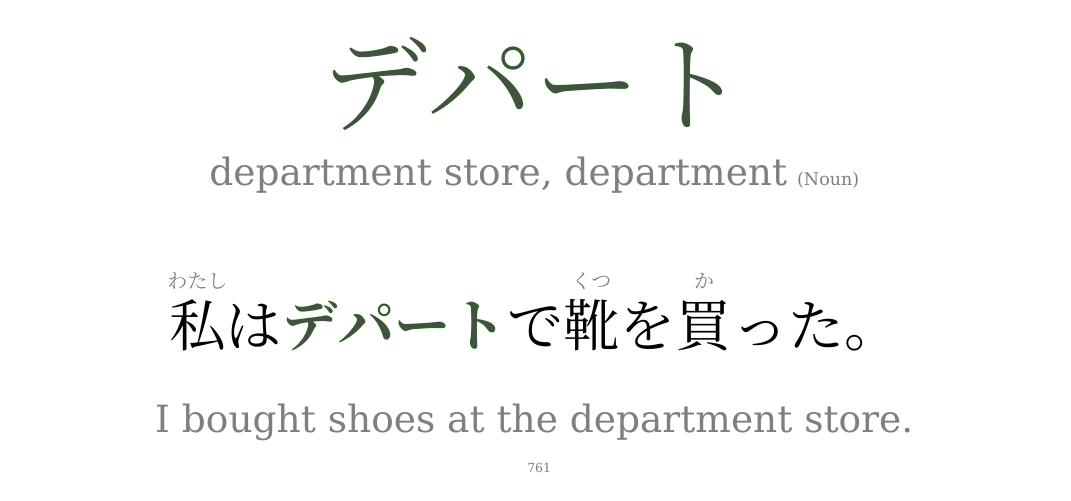 デパート
department store, department (Noun)
わたし くつ か
私はデパートで靴を買った。
I bought shoes at the department store.
761